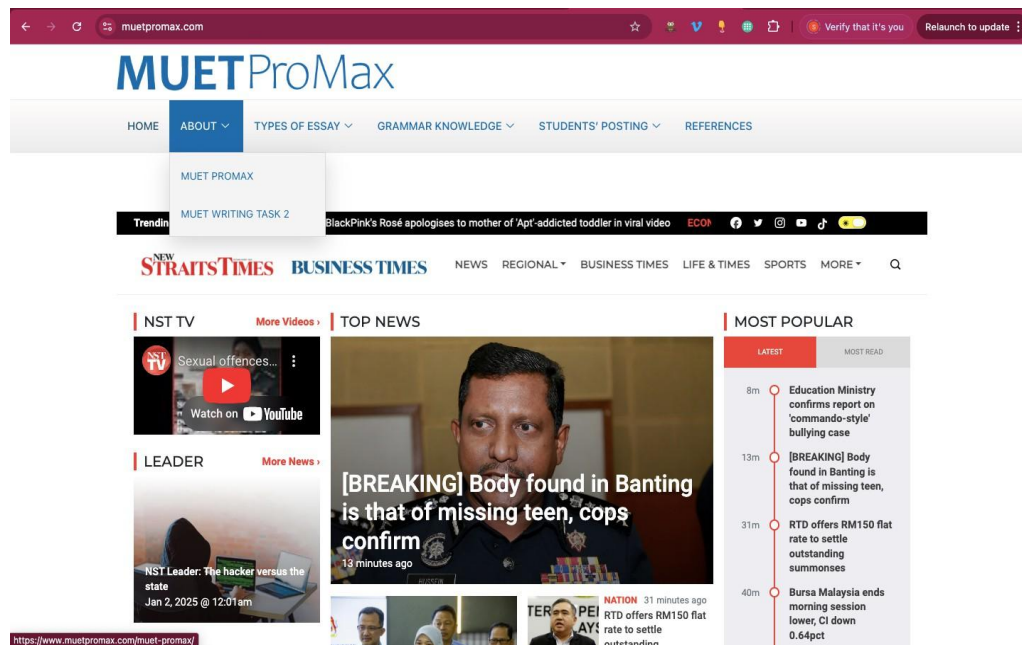 muetpromax.com
Verify that it's you
Relaunch to update
MUETProMax
HOME
ABOUT
TYPES OF ESSAY
GRAMMAR KNOWLEDGE
STUDENTS' POSTING
REFERENCES
MUET PROMAX
MUET WRITING TASK 2
Trendin
BlackPink's Rosé apologises to mother of 'Apt'-addicted toddler in viral video
ECON
NEW
STRAITS TIMES
BUSINESS TIMES
NEWS
REGIONAL
BUSINESS TIMES
LIFE & TIMES
SPORTS
MORE
NST TV
More Videos ›
NST
TV
Sexual offences...
Watch on YouTube
LEADER
More News ›
NST Leader: The hacker versus the
state
Jan 2, 2025 @ 12:01am
TOP NEWS
[BREAKING] Body found in Banting
is that of missing teen, cops
confirm
13 minutes ago
HUSSEIN
NATION 31 minutes ago
RTD offers RM150 flat
rate to settle
outstanding
MOST POPULAR
LATEST
MOST READ
8m
Education Ministry
confirms report on
'commando-style'
bullying case
13m
[BREAKING] Body
found in Banting is
that of missing teen,
cops confirm
31m
RTD offers RM150 flat
rate to settle
outstanding
summonses
40m
Bursa Malaysia ends
morning session
lower, CI down
0.64pct
https://www.muetpromax.com/muet-promax/